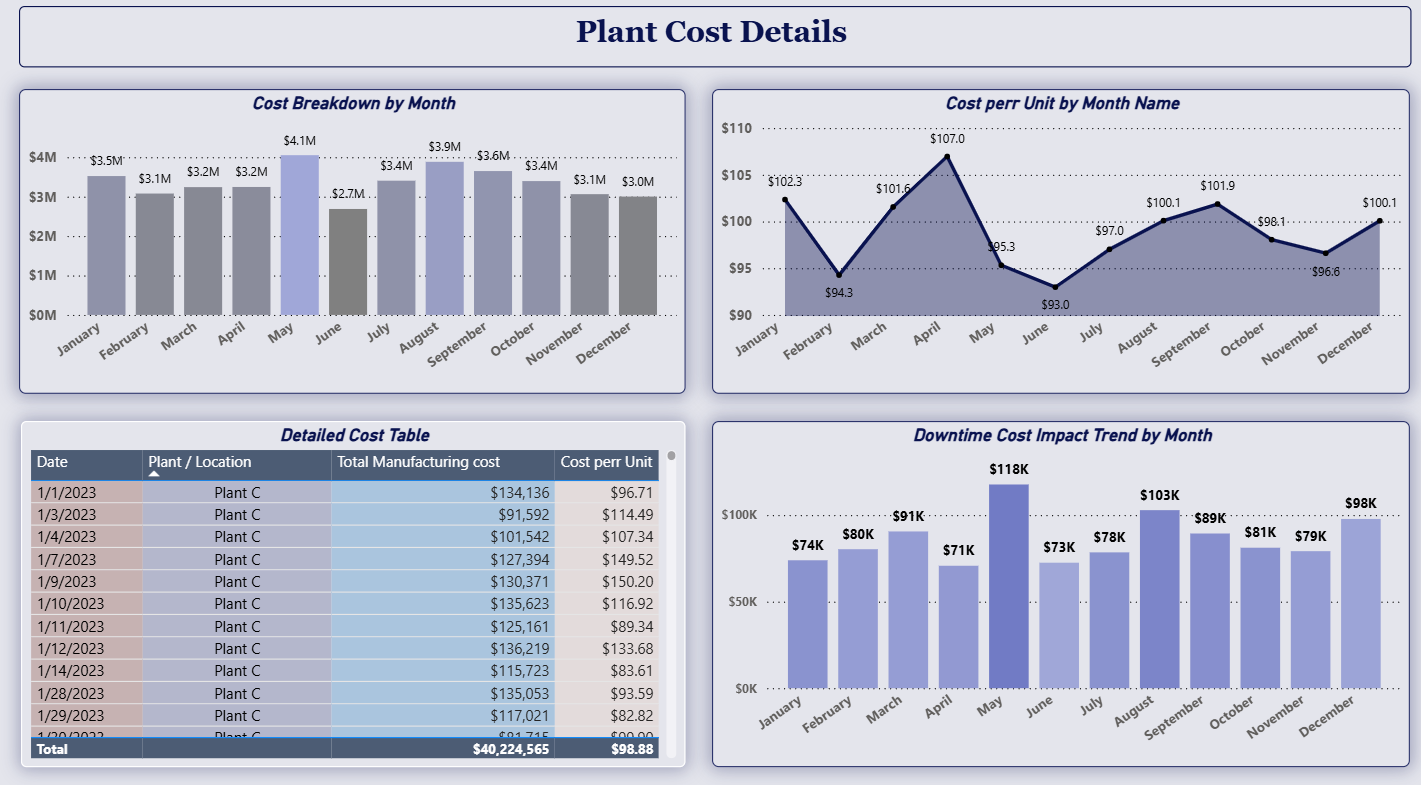 Plant Cost Details
Cost Breakdown by Month
$4M
$3M
$2M
$1M
$0M
$3.5M
$3.1M
$3.2M
$3.2M
$4.1M
$2.7M
$3.4M
$3.9M
$3.6M
$3.4M
$3.1M
$3.0M
January
February
March
April
May
June
July
August
September
October
November
December
Cost perr Unit by Month Name
$110
$105
$100
$95
$90
$102.3
$94.3
$101.6
$107.0
$95.3
$93.0
$97.0
$100.1
$101.9
$98.1
$96.6
$100.1
January
February
March
April
May
June
July
August
September
October
November
December
Detailed Cost Table
Date Plant / Location Total Manufacturing cost Cost perr Unit
1/1/2023 Plant C $134,136 $96.71
1/3/2023 Plant C $91,592 $114.49
1/4/2023 Plant C $101,542 $107.34
1/7/2023 Plant C $127,394 $149.52
1/9/2023 Plant C $130,371 $150.20
1/10/2023 Plant C $135,623 $116.92
1/11/2023 Plant C $125,161 $89.34
1/12/2023 Plant C $136,219 $133.68
1/14/2023 Plant C $115,723 $83.61
1/28/2023 Plant C $135,053 $93.59
1/29/2023 Plant C $117,021 $82.82
Plant C
Total $40,224,565 $98.88
Downtime Cost Impact Trend by Month
$100K
$50K
$0K
$74K
$80K
$91K
$71K
$118K
$73K
$78K
$103K
$89K
$81K
$79K
$98K
January
February
March
April
May
June
July
August
September
October
November
December